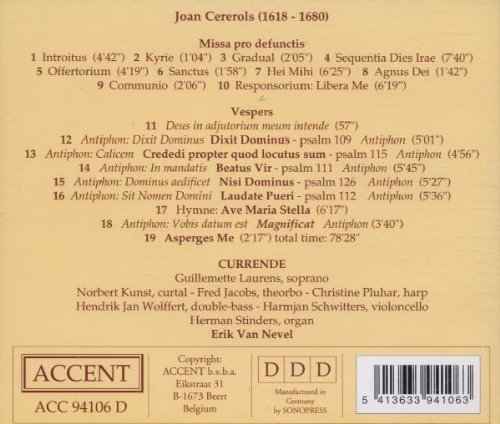 Joan Cererols (1618 - 1680)
Missa pro defunctis
1 Introitus (4'42") 2 Kyrie (1'04") 3 Gradual (2'05") 4 Sequentia Dies Irae (7'40")
5 Offertorium (4'19") 6 Sanctus (1'58") 7 Hei Mihi (6'25") 8 Agnus Dei (1'42")
9 Communio (2'06") 10 Responsorium: Libera Me (6'19")
Vespers
11 Deus in adjutorium meum intende (57")
12 Antiphon: Dixit Dominus Dixit Dominus - psalm 109 Antiphon (5'01")
13 Antiphon: Calicem Crededi propter quod locutus sum - psalm 115 Antiphon (4'56")
14 Antiphon: In mandatis Beatus Vir - psalm 111 Antiphon (5'45")
15 Antiphon: Dominus aedificet Nisi Dominus - psalm 126 Antiphon (5'27")
16 Antiphon: Sit Nomen Domini Laudate Pueri - psalm 112 Antiphon (5'36")
17 Hymne: Ave Maria Stella (6'17")
18 Antiphon: Vobis datum est Magnificat Antiphon (3'40")
19 Asperges Me (2'17") total time: 78'28"
CURRENDE
Guillemette Laurens, soprano
Norbert Kunst, curtal - Fred Jacobs, theorbo - Christine Pluhar, harp
Hendrik Jan Wolffert, double-bass - Harmjan Schwitters, violoncello
Herman Stinders, organ
Erik Van Nevel
ACCENT
ACC 94106 D
Copyright:
ACCENT b.v.b.a.
Eikstraat 31
B-1673 Beert
Belgium
D D D
Manufactured in
Germany
by SONOPRESS
5 413633 941063